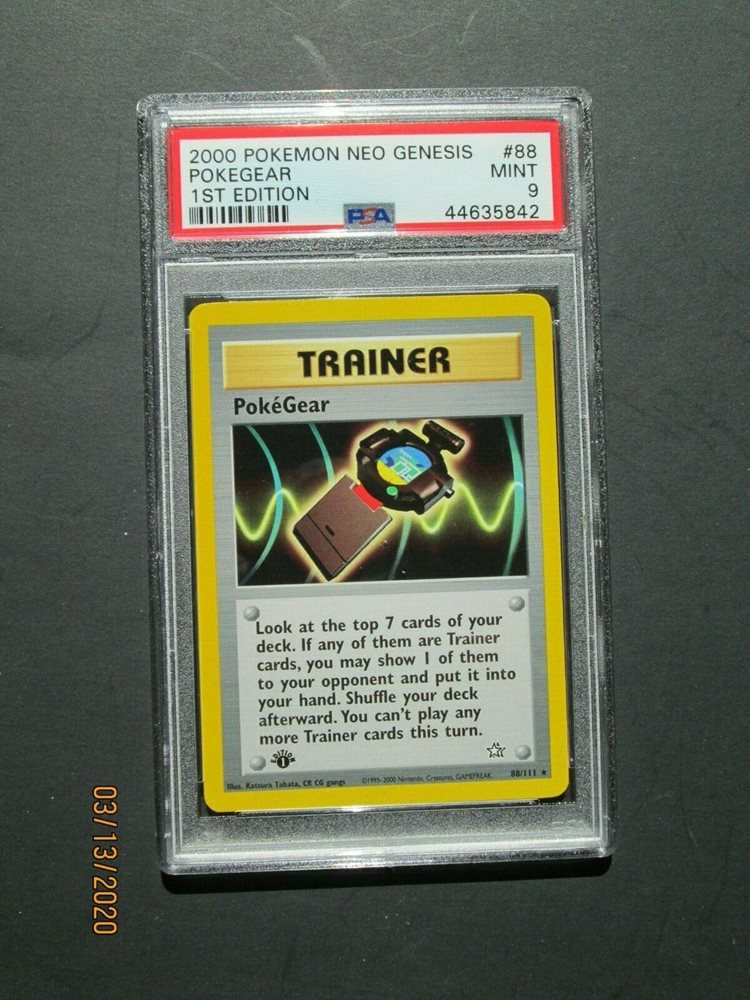 2000 POKEMON NEO GENESIS #88
POKEGEAR MINT
1ST EDITION 9
PSA 44635842
TRAINER
PokéGear
Look at the top 7 cards of your
deck. If any of them are Trainer
cards, you may show 1 of them
to your opponent and put it into
your hand. Shuffle your deck
afterward. You can't play any
more Trainer cards this turn.
EDITION 1
Illus. Katsura Tabata, CR CG gangs ©1995-2000 Nintendo, Creatures, GAMEFREAK. 88/111 ★
03/13/2020